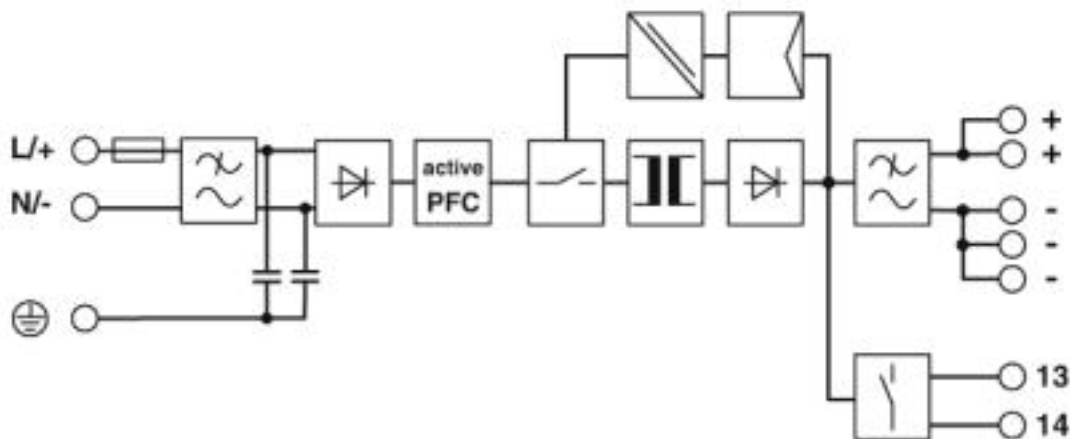 L/+
N/-
active
PFC
+
+
-
-
-
13
14